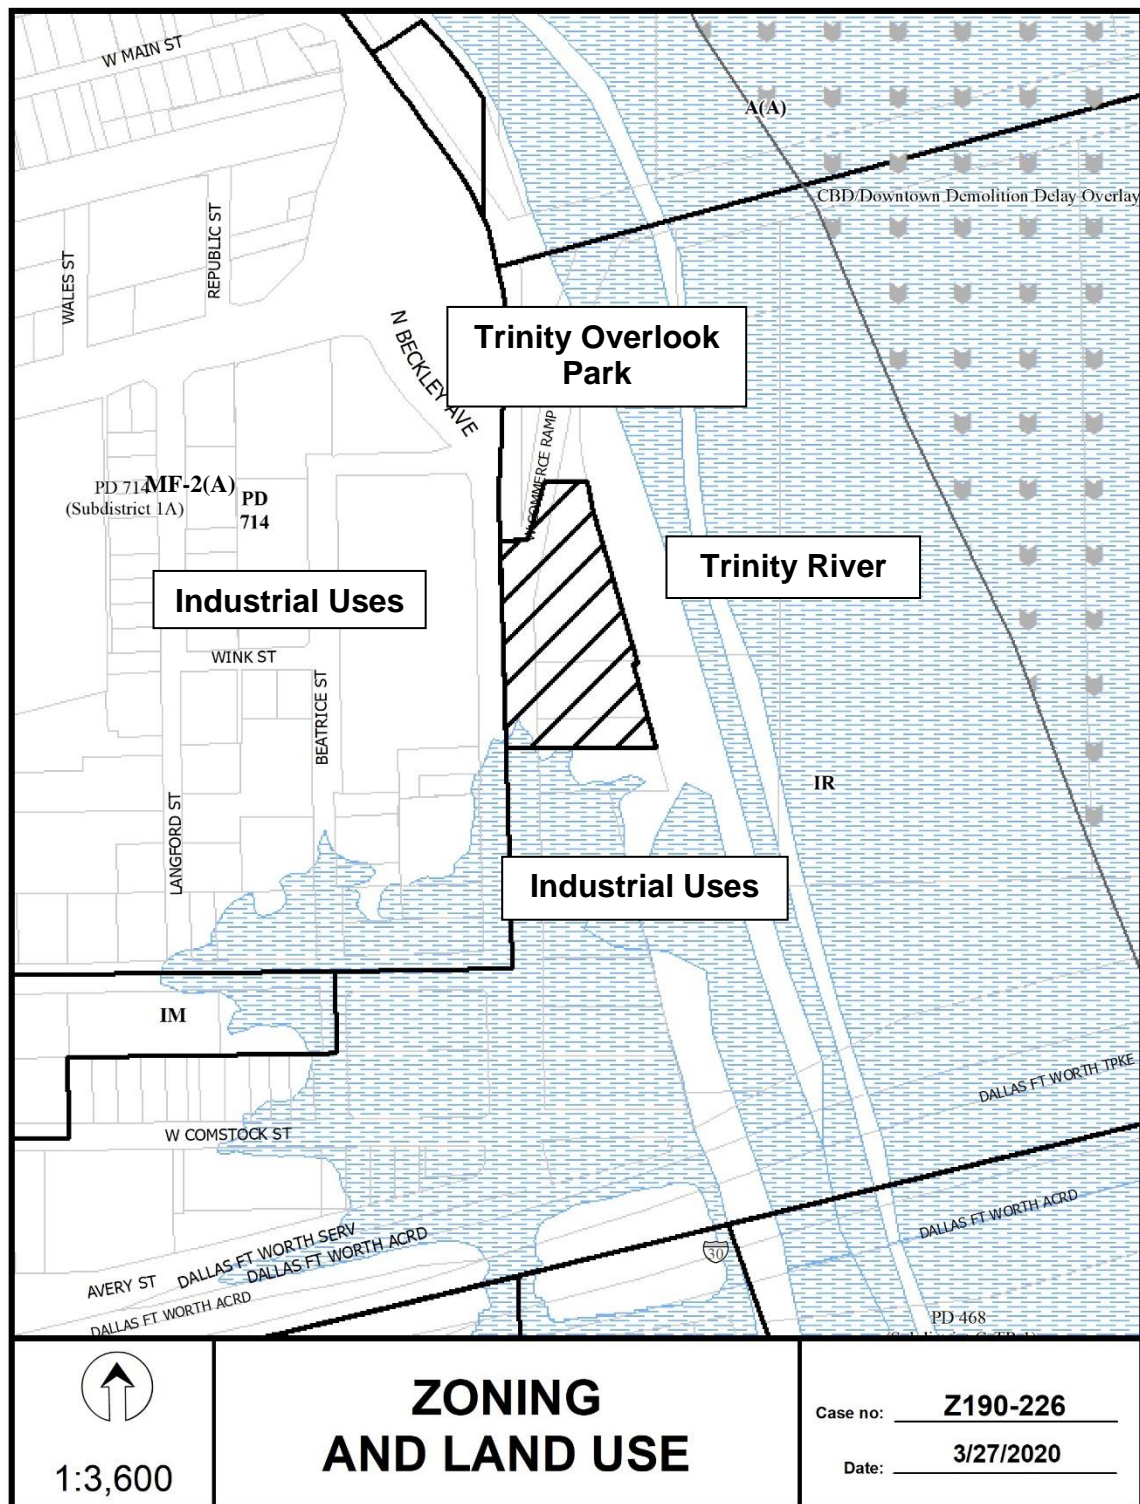 W MAIN ST
A(A)
CBD/Downtown Demolition Delay Overlay
REPUBLIC ST
WALES ST
N BECKLEY AVE
Trinity Overlook
Park
W COMMERCE RAMP
PD 714
(Subdistrict 1A)
MF-2(A)
PD
714
Industrial Uses
Trinity River
WINK ST
BEATRICE ST
LANGFORD ST
IR
Industrial Uses
IM
DALLAS FT WORTH TPKE
W COMSTOCK ST
DALLAS FT WORTH ACRD
DALLAS FT WORTH SERV
DALLAS FT WORTH ACRD
30
AVERY ST
DALLAS FT WORTH ACRD
PD 468
1:3,600
ZONING
AND LAND USE
Case no: Z190-226
Date: 3/27/2020